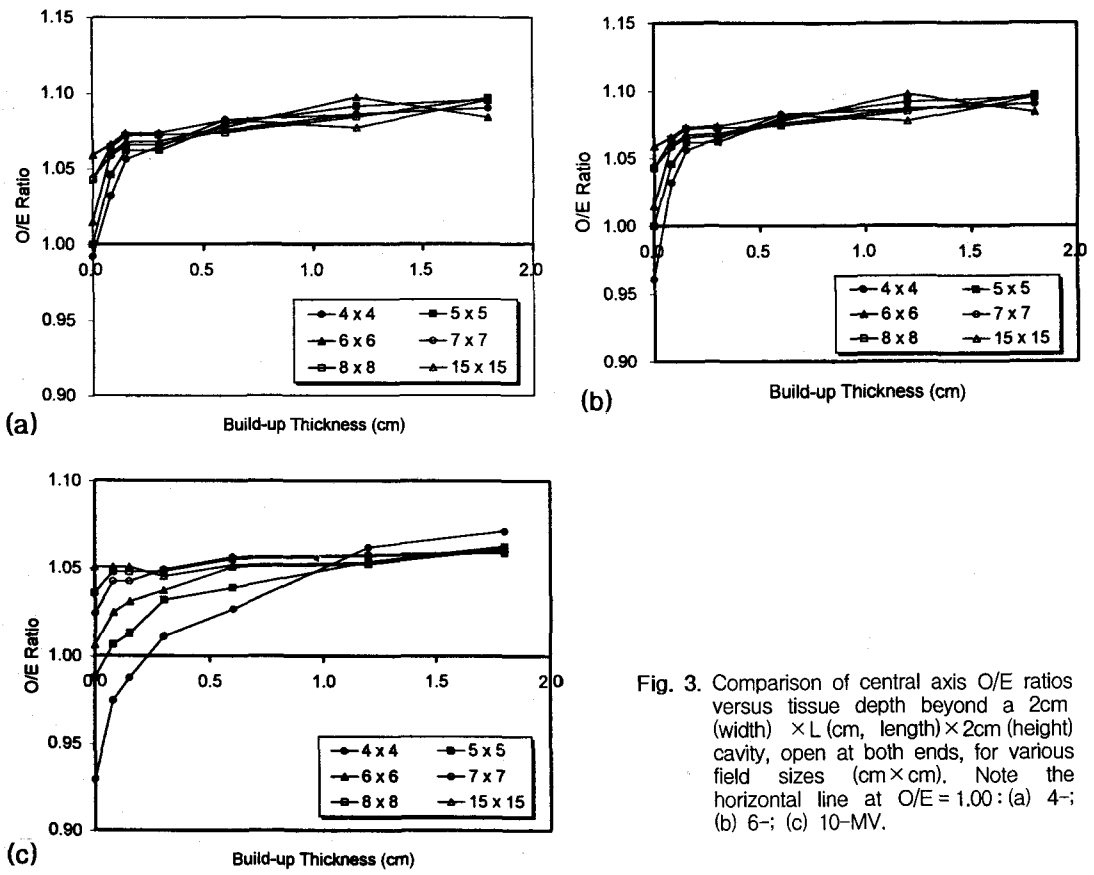 1.15
1.10
1.05
1.00
0.95
0.90
O/E Ratio
0.0 0.5 1.0 1.5 2.0
4 x 4 5 x 5
6 x 6 7 x 7
8 x 8 15 x 15
Build-up Thickness (cm)
(a)
1.15
1.10
1.05
1.00
0.95
0.90
O/E Ratio
0.0 0.5 1.0 1.5 2.0
4 x 4 5 x 5
6 x 6 7 x 7
8 x 8 15 x 15
Build-up Thickness (cm)
(b)
1.10
1.05
1.00
0.95
0.90
O/E Ratio
0.0 0.5 1.0 1.5 2.0
4 x 4 5 x 5
6 x 6 7 x 7
8 x 8 15 x 15
Build-up Thickness (cm)
(c)
Fig. 3. Comparison of central axis O/E ratios
versus tissue depth beyond a 2cm
(width) ×L (cm, length)×2cm (height)
cavity, open at both ends, for various
field sizes (cm×cm). Note the
horizontal line at O/E = 1.00 : (a) 4-;
(b) 6-; (c) 10-MV.